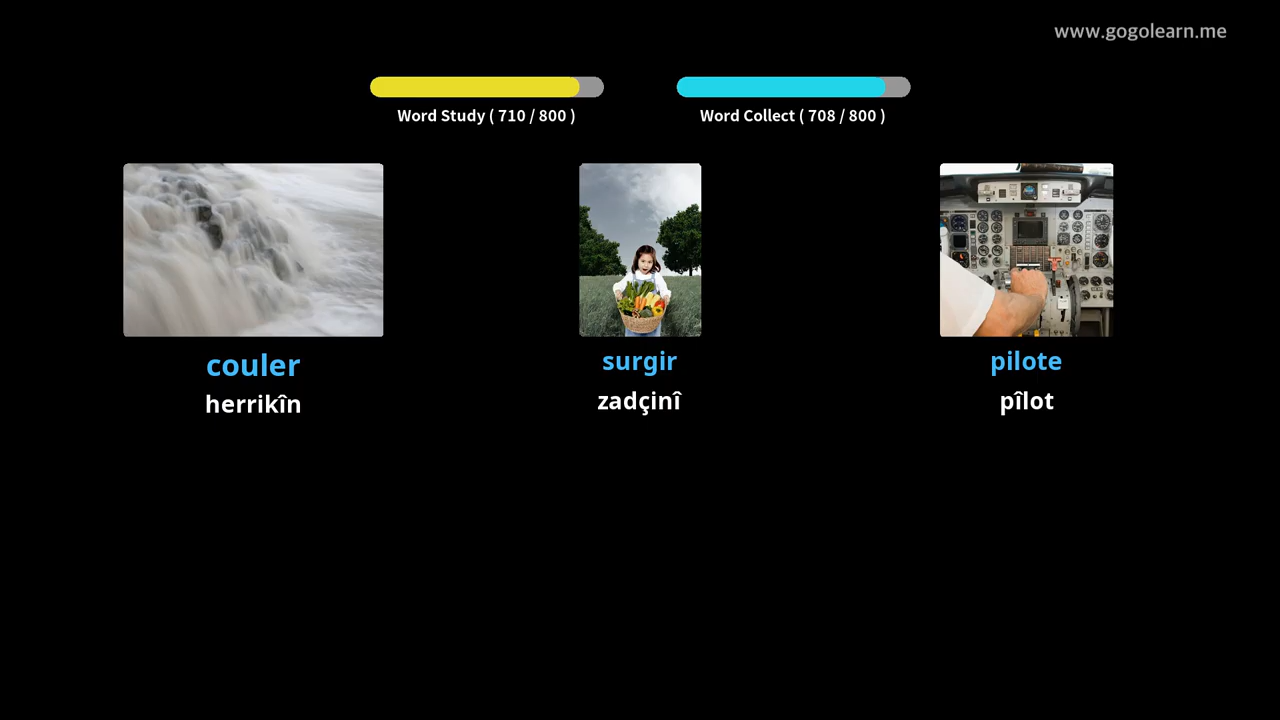 www.gogolearn.me
Word Study ( 710 / 800 )
Word Collect ( 708 / 800 )
couler
herrikîn
surgir
zadçinî
pilote
pîlot